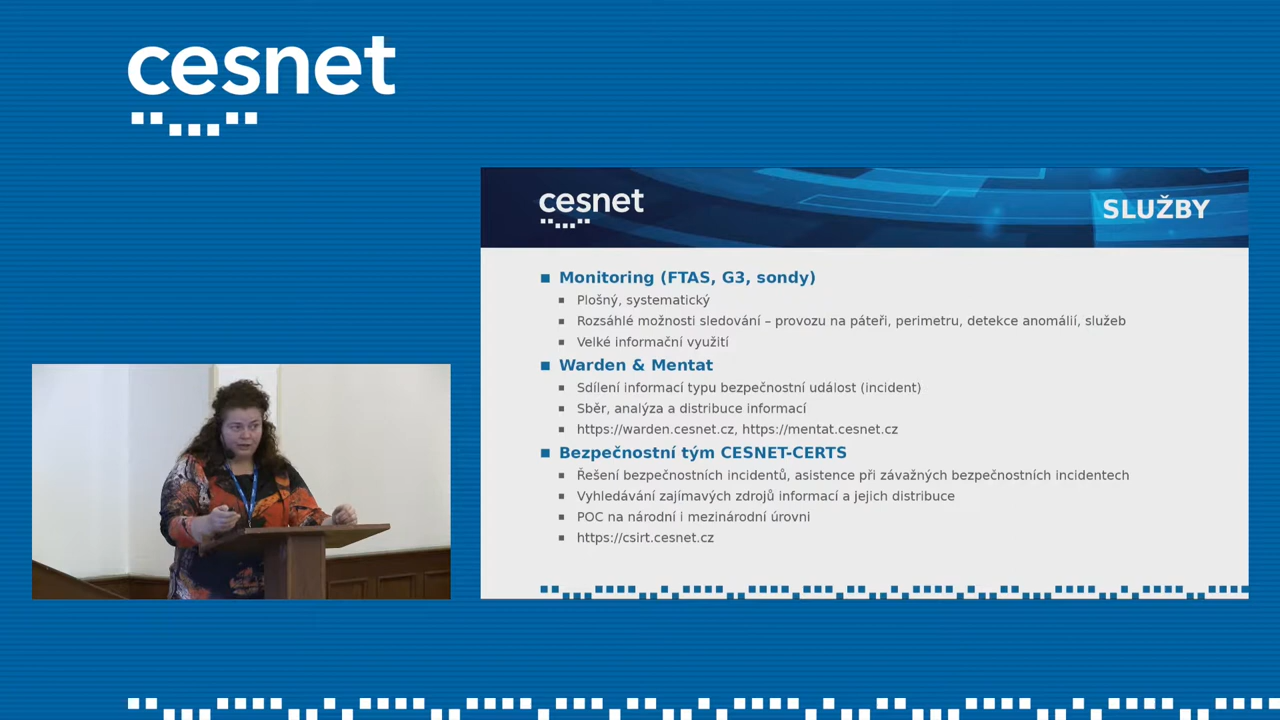 cesnet
cesnet
SLUŽBY
Monitoring (FTAS, G3, sondy)
Plošný, systematický
Rozsáhlé možnosti sledování – provozu na páteři, perimetru, detekce anomálií, služeb
Velké informační využití
Warden & Mentat
Sdílení informací typu bezpečnostní událost (incident)
Sběr, analýza a distribuce informací
https://warden.cesnet.cz, https://mentat.cesnet.cz
Bezpečnostní tým CESNET-CERTS
Řešení bezpečnostních incidentů, asistence při závažných bezpečnostních incidentech
Vyhledávání zajímavých zdrojů informací a jejich distribuce
POC na národní i mezinárodní úrovni
https://csirt.cesnet.cz